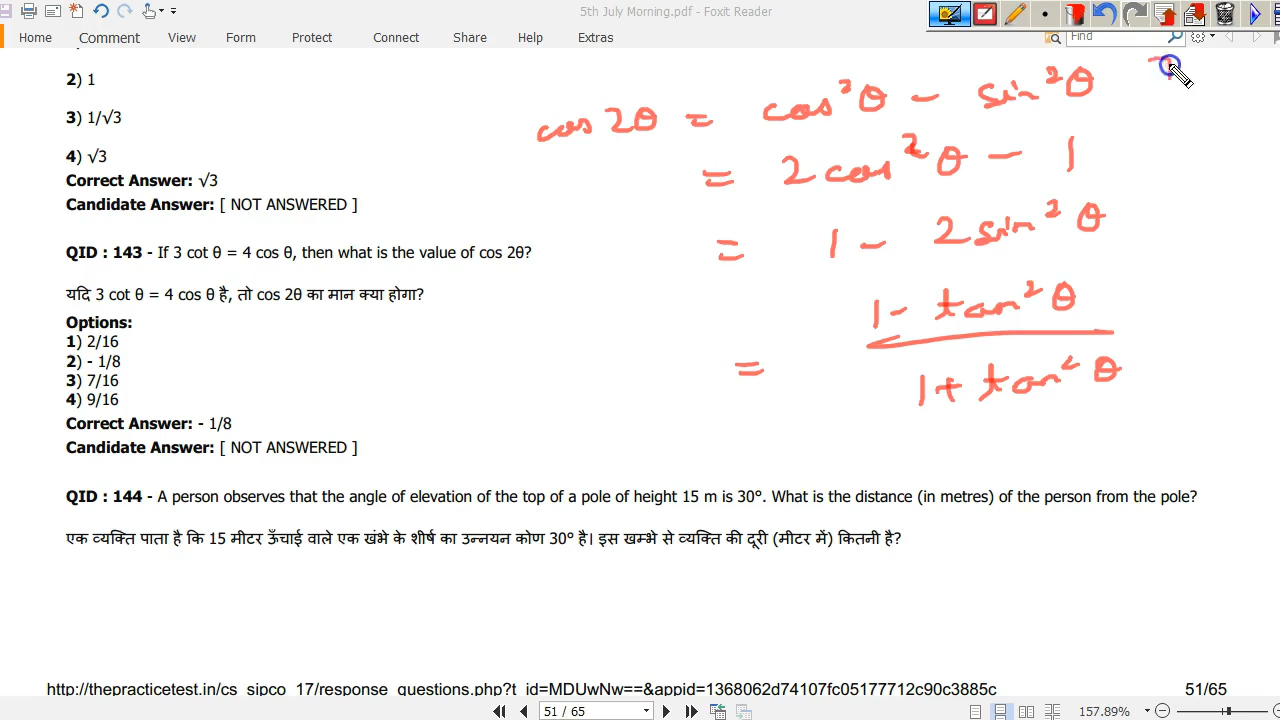 5th July Morning.pdf - Foxit Reader
Home Comment View Form Protect Connect Share Help Extras
Find
2) 1
3) 1/√3
4) √3
Correct Answer: √3
Candidate Answer: [ NOT ANSWERED ]
QID : 143 - If 3 cot θ = 4 cos θ, then what is the value of cos 2θ?
यदि 3 cot θ = 4 cos θ है, तो cos 2θ का मान क्या होगा?
Options:
1) 2/16
2) - 1/8
3) 7/16
4) 9/16
Correct Answer: - 1/8
Candidate Answer: [ NOT ANSWERED ]
cos 2θ = cos²θ - sin²θ
= 2cos²θ - 1
= 1 - 2sin²θ
1 - tan²θ
=
1 + tan²θ
QID : 144 - A person observes that the angle of elevation of the top of a pole of height 15 m is 30°. What is the distance (in metres) of the person from the pole?
एक व्यक्ति पाता है कि 15 मीटर ऊँचाई वाले एक खंभे के शीर्ष का उन्नयन कोण 30° है। इस खम्भे से व्यक्ति की दूरी (मीटर में) कितनी है?
http://thepracticetest.in/cs_sipco_17/response_questions.php?t_id=MDUwNw==&appid=1368062d74107fc05177712c90c3885c 51/65
51 / 65 157.89%